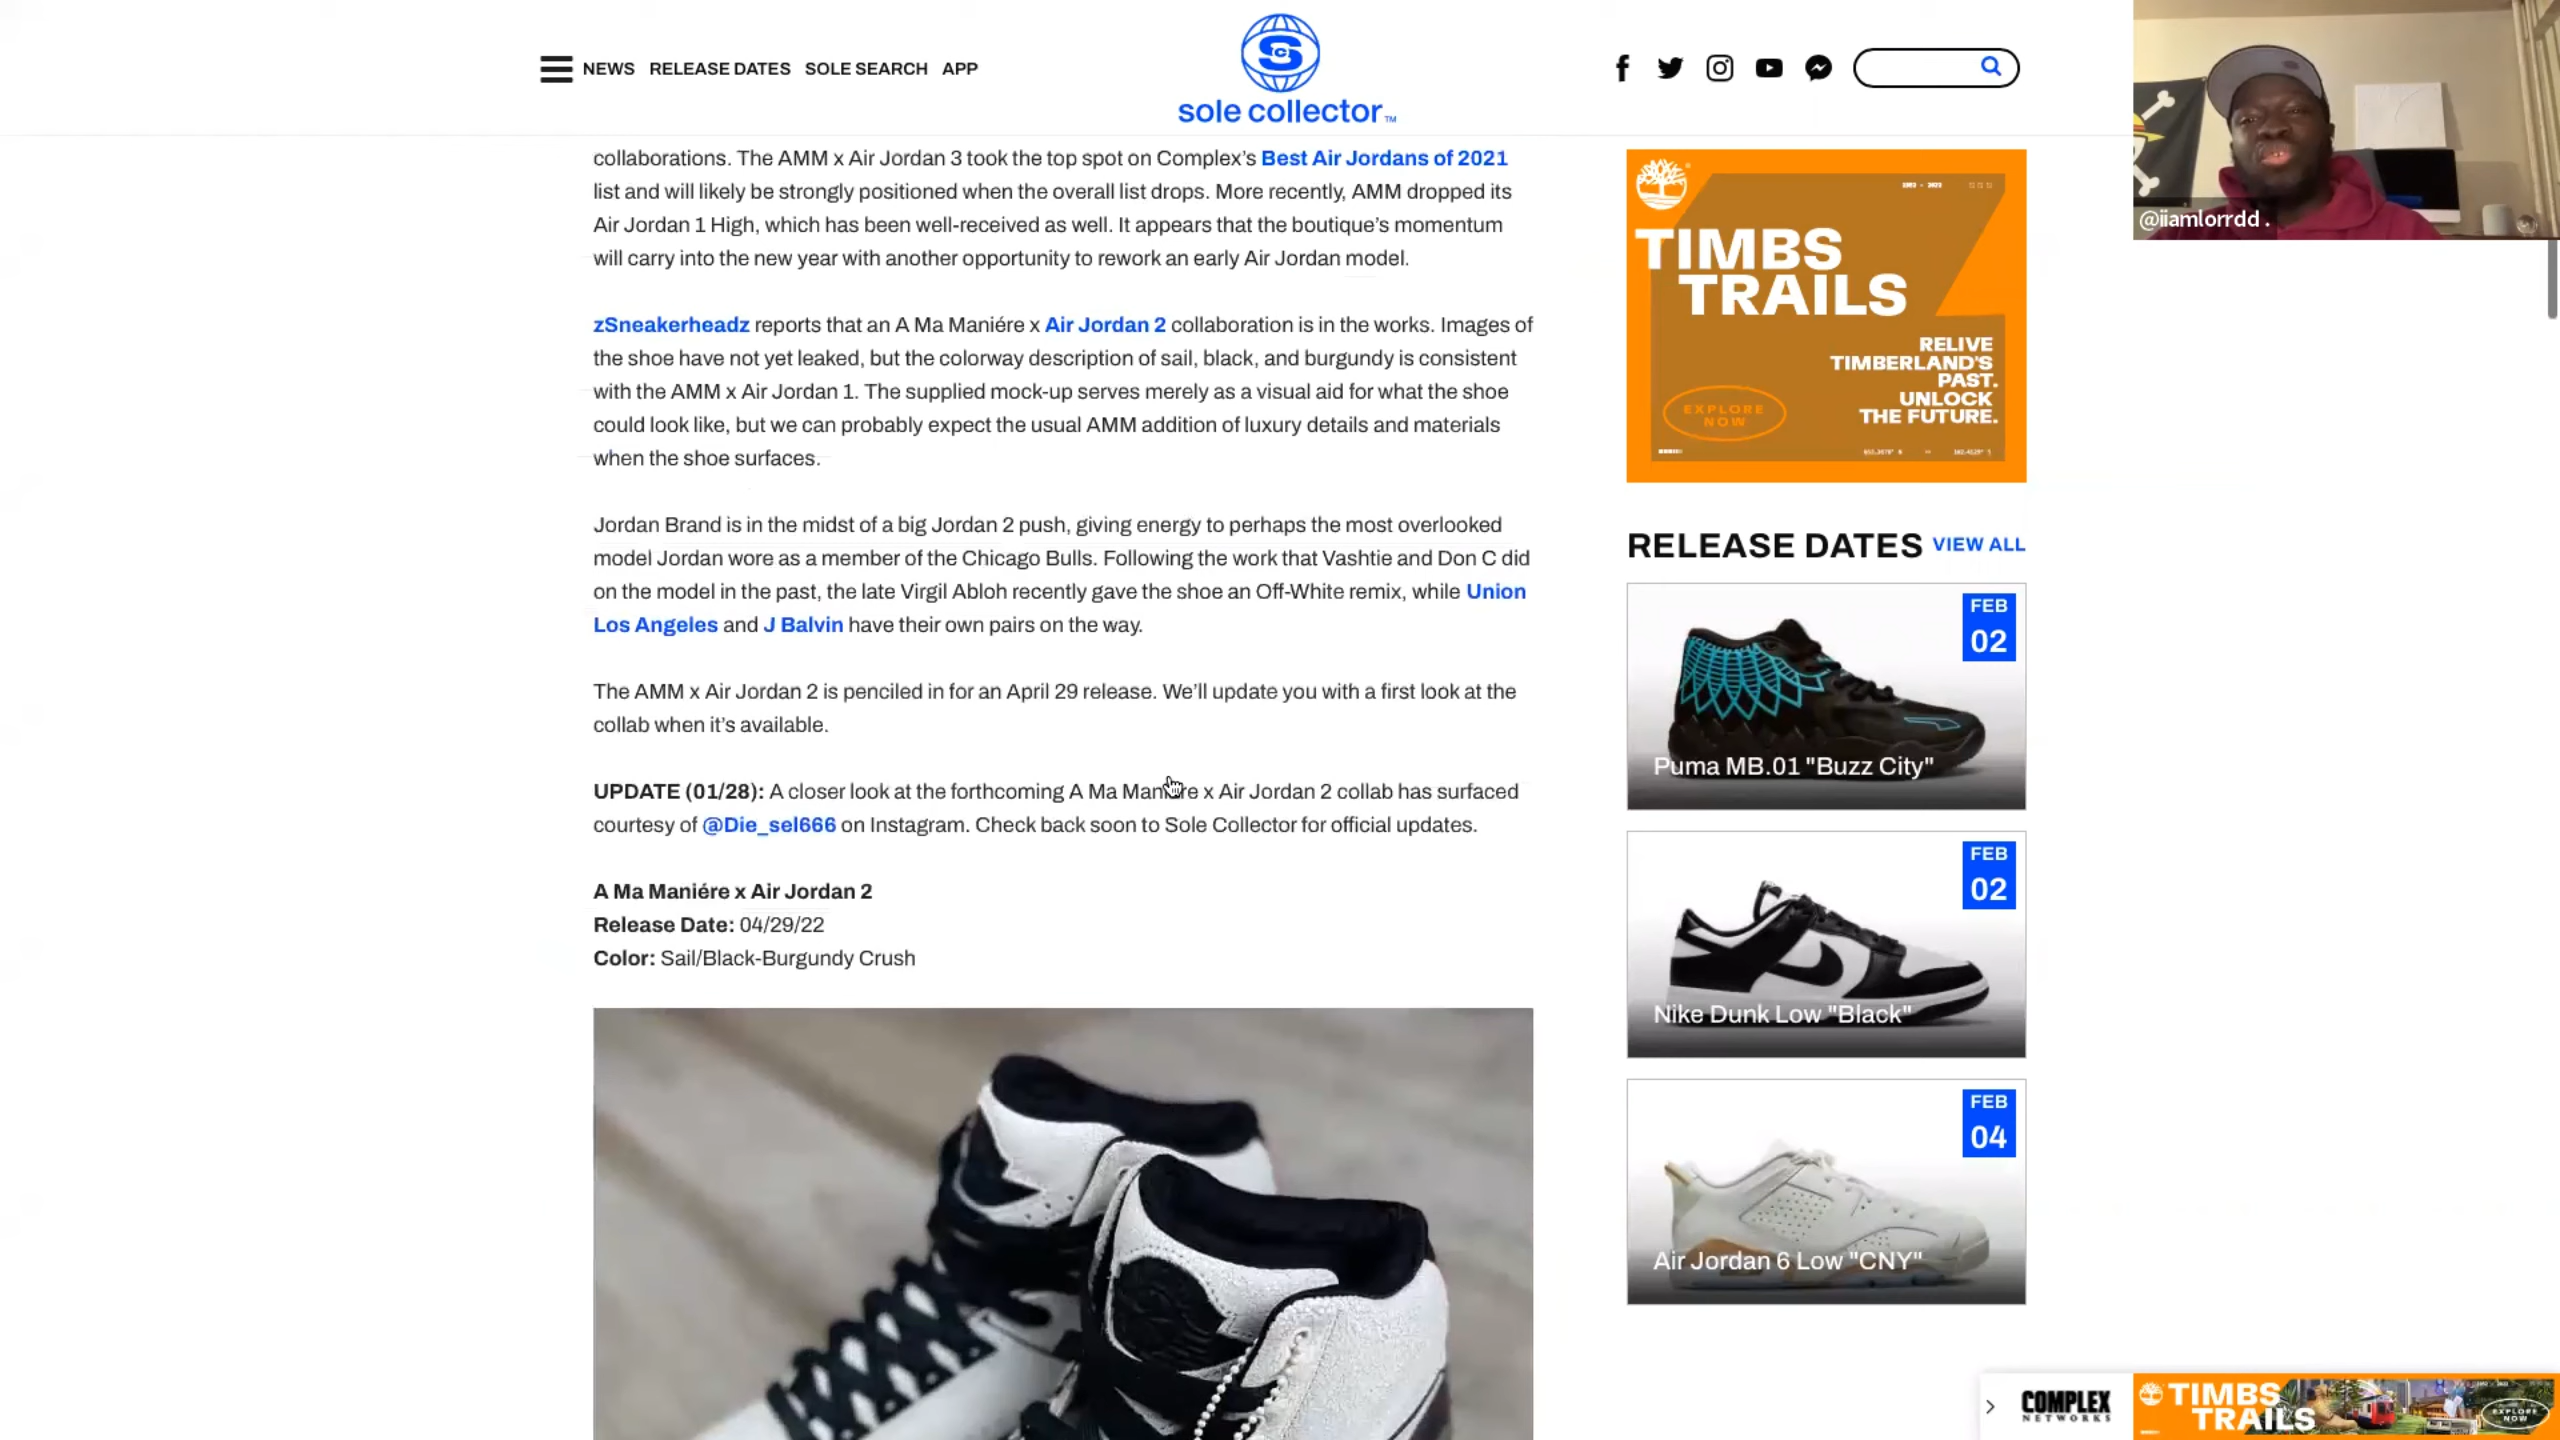 NEWS RELEASE DATES SOLE SEARCH APP
sole collector™
@iiamlorrdd .
collaborations. The AMM x Air Jordan 3 took the top spot on Complex's Best Air Jordans of 2021
list and will likely be strongly positioned when the overall list drops. More recently, AMM dropped its
Air Jordan 1 High, which has been well-received as well. It appears that the boutique's momentum
will carry into the new year with another opportunity to rework an early Air Jordan model.
zSneakerheadz reports that an A Ma Maniére x Air Jordan 2 collaboration is in the works. Images of
the shoe have not yet leaked, but the colorway description of sail, black, and burgundy is consistent
with the AMM x Air Jordan 1. The supplied mock-up serves merely as a visual aid for what the shoe
could look like, but we can probably expect the usual AMM addition of luxury details and materials
when the shoe surfaces.
Jordan Brand is in the midst of a big Jordan 2 push, giving energy to perhaps the most overlooked
model Jordan wore as a member of the Chicago Bulls. Following the work that Vashtie and Don C did
on the model in the past, the late Virgil Abloh recently gave the shoe an Off-White remix, while Union
Los Angeles and J Balvin have their own pairs on the way.
The AMM x Air Jordan 2 is penciled in for an April 29 release. We'll update you with a first look at the
collab when it's available.
UPDATE (01/28): A closer look at the forthcoming A Ma Maniére x Air Jordan 2 collab has surfaced
courtesy of @Die_sel666 on Instagram. Check back soon to Sole Collector for official updates.
A Ma Maniére x Air Jordan 2
Release Date: 04/29/22
Color: Sail/Black-Burgundy Crush
TIMBS
TRAILS
RELIVE
TIMBERLAND'S
PAST.
UNLOCK
THE FUTURE.
EXPLORE
NOW
RELEASE DATES VIEW ALL
FEB
02
Puma MB.01 "Buzz City"
FEB
02
Nike Dunk Low "Black"
FEB
04
Air Jordan 6 Low "CNY"
COMPLEX
NETWORKS
TIMBS
TRAILS
EXPLORE
NOW